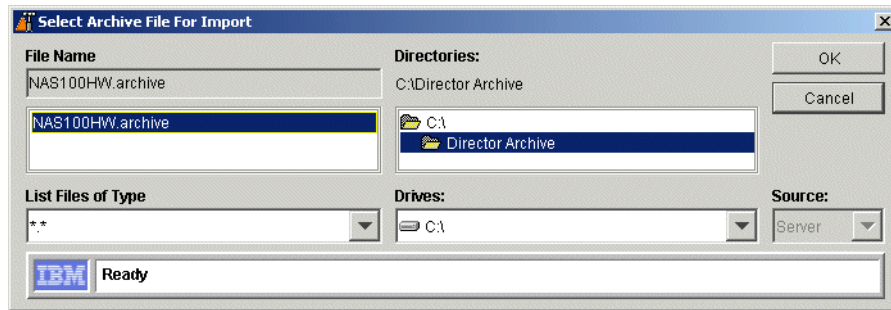 Select Archive File For Import
File Name
NAS100HW.archive
NAS100HW.archive
Directories:
C:\Director Archive
C:\
Director Archive
OK
Cancel
List Files of Type
*.*
Drives:
C:\
Source:
Server
IBM
Ready